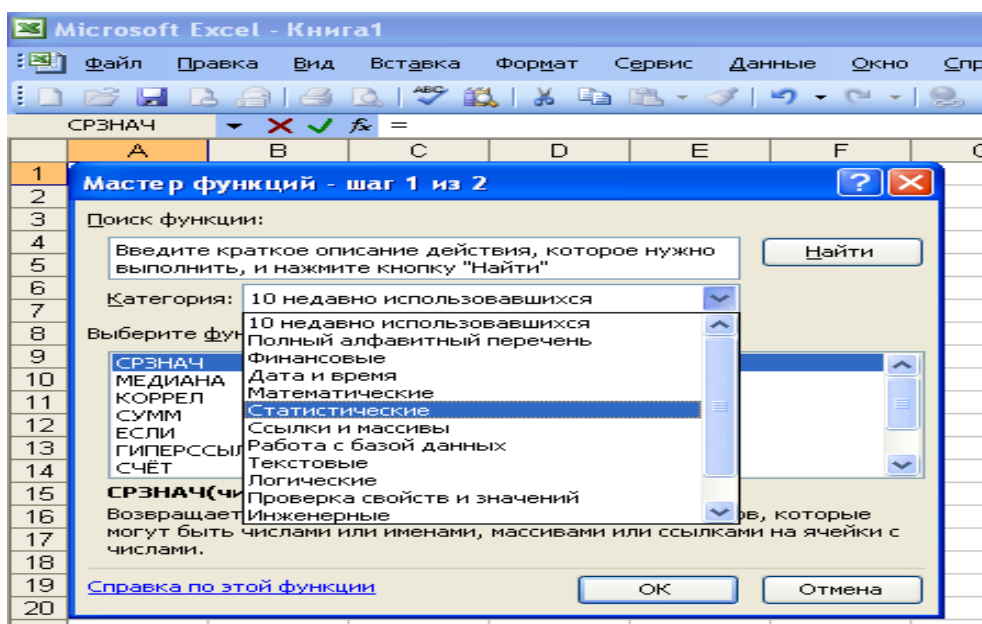 Microsoft Excel - Книга1
Файл Правка Вид Вставка Формат Сервис Данные Окно
СРЗНАЧ fx =
A B C D E F
1
Мастер функций - шаг 1 из 2
2
3
Поиск функции:
4
Введите краткое описание действия, которое нужно
Найти
5
выполнить, и нажмите кнопку "Найти"
6
Категория: 10 недавно использовавшихся
7
10 недавно использовавшихся
8
Выберите
Полный алфавитный перечень
9
Финансовые
СРЗНАЧ
10
МЕДИАНА
Дата и время
Математические
11
КОРРЕЛ
Статистические
12
СУММ
Ссылки и массивы
13
ЕСЛИ
Работа с базой данных
14
СЧЁТ
Текстовые
Логические
15
СРЗНАЧ(
Проверка свойств и значений
16
Возвращает
Инженерные
которые
17
могут быть числами или именами, массивами или ссылками на ячейки с
18
числами.
19
Справка по этой функции
ОК
Отмена
20